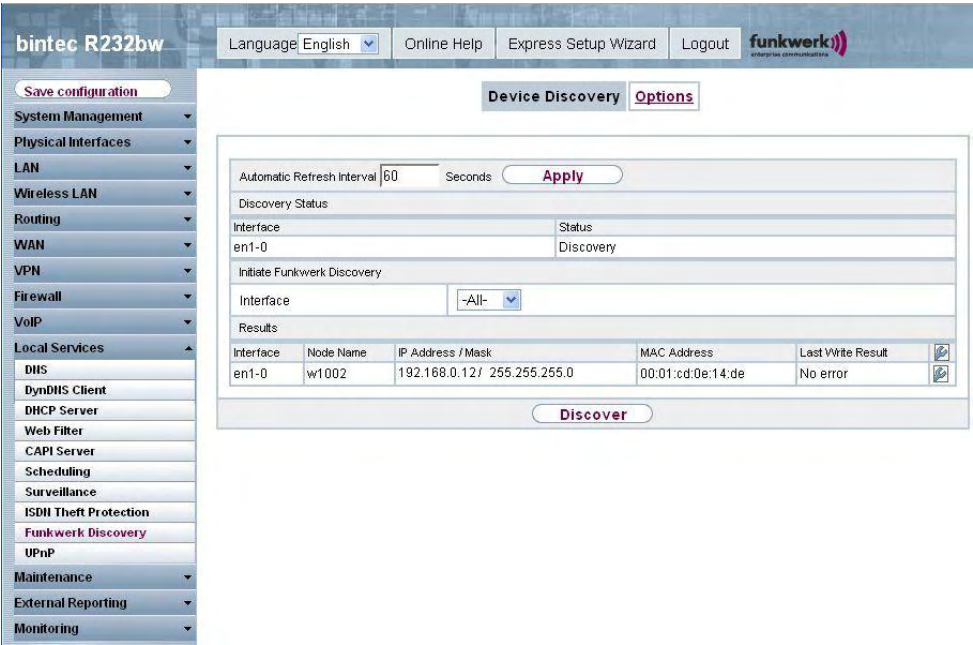 bintec R232bw
Language English Online Help Express Setup Wizard Logout funkwerk
enterprise communications
Save configuration
System Management
Physical Interfaces
LAN
Wireless LAN
Routing
WAN
VPN
Firewall
VoIP
Local Services
DNS
DynDNS Client
DHCP Server
Web Filter
CAPI Server
Scheduling
Surveillance
ISDN Theft Protection
Funkwerk Discovery
UPnP
Maintenance
External Reporting
Monitoring
Device Discovery Options
Automatic Refresh Interval 60 Seconds Apply
Discovery Status
Interface Status
en1-0 Discovery
Initiate Funkwerk Discovery
Interface -All-
Results
Interface Node Name IP Address / Mask MAC Address Last Write Result
en1-0 w1002 192.168.0.12/ 255.255.255.0 00:01:cd:0e:14:de No error
Discover